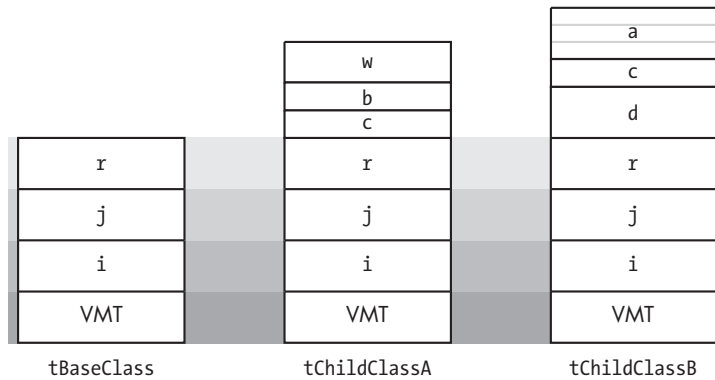 a
w
c
b
d
c
r r r
j j j
i i i
VMT VMT VMT
tBaseClass tChildClassA tChildClassB